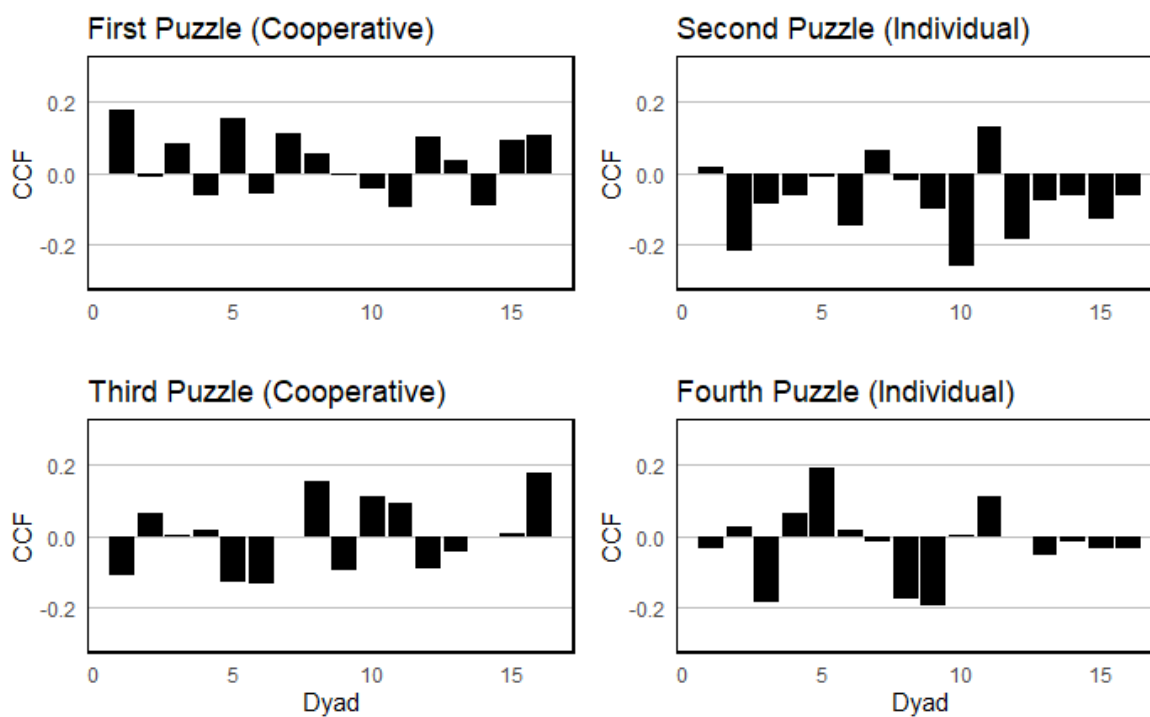 First Puzzle (Cooperative)
CCF
0.2
0.0
-0.2
0 5 10 15
Second Puzzle (Individual)
CCF
0.2
0.0
-0.2
0 5 10 15
Third Puzzle (Cooperative)
CCF
0.2
0.0
-0.2
0 5 10 15
Dyad
Fourth Puzzle (Individual)
CCF
0.2
0.0
-0.2
0 5 10 15
Dyad